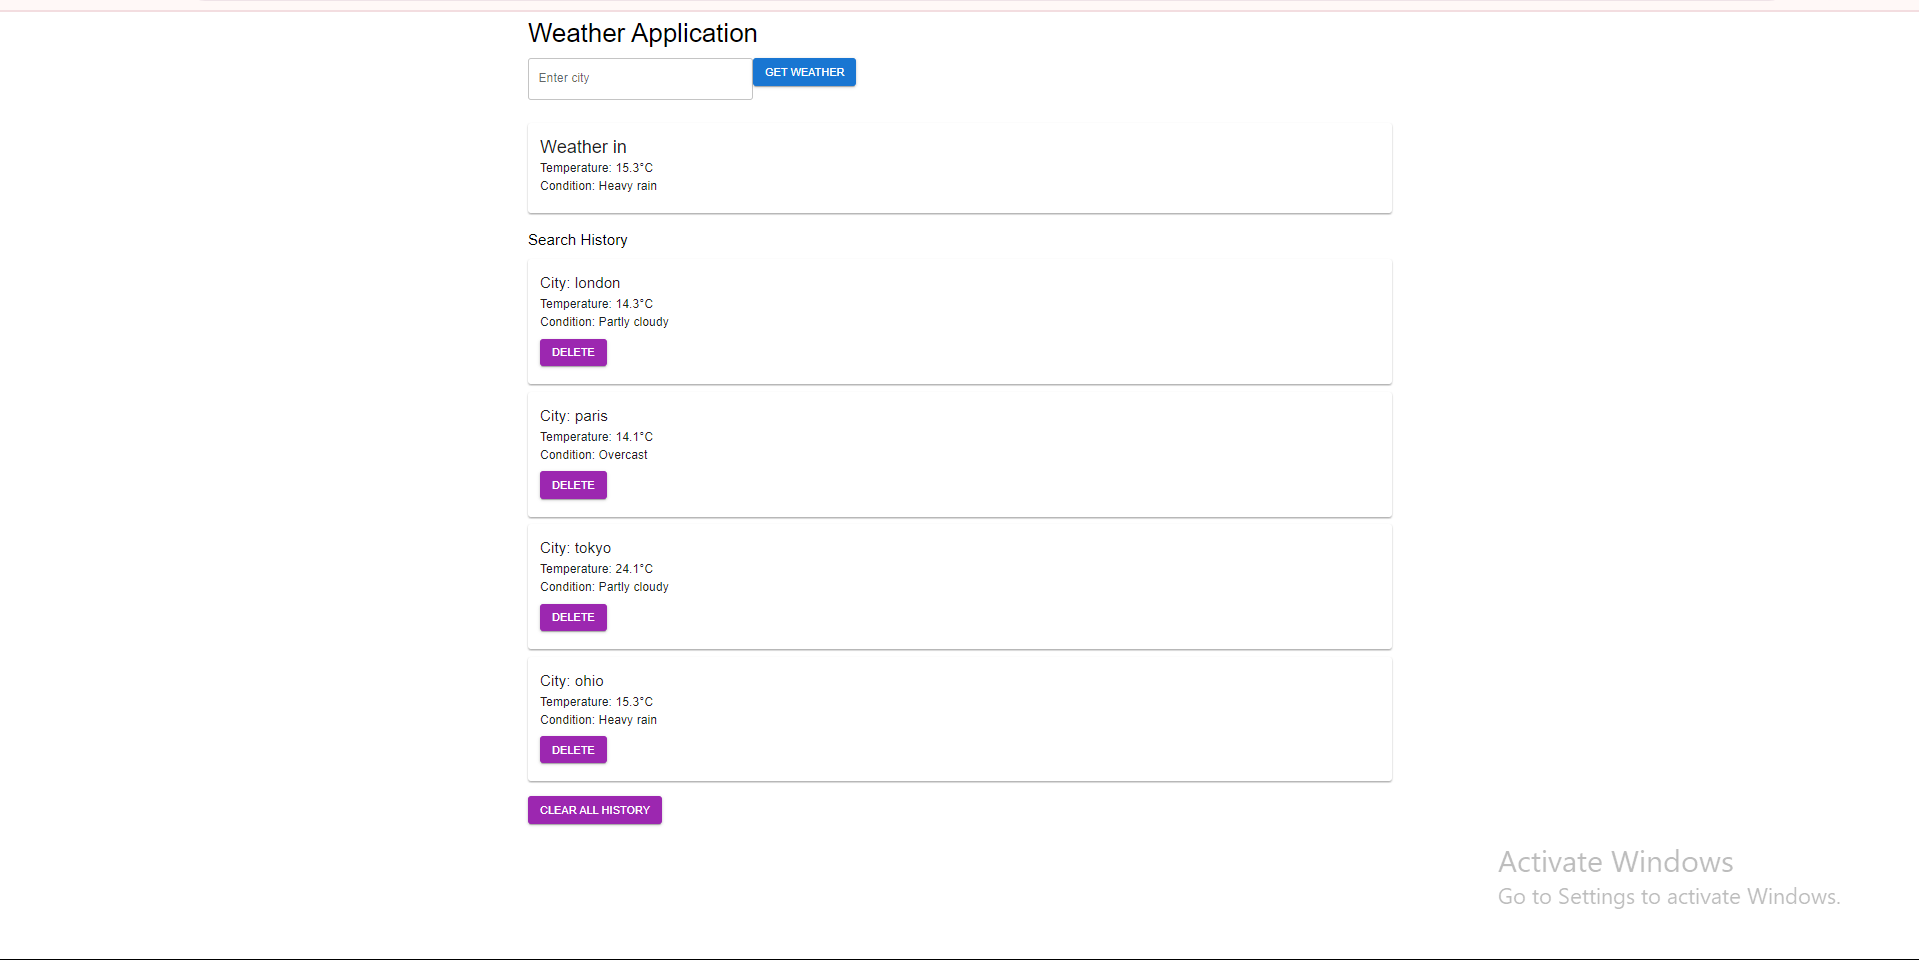 Weather Application
Enter city
GET WEATHER
Weather in
Temperature: 15.3°C
Condition: Heavy rain
Search History
City: london
Temperature: 14.3°C
Condition: Partly cloudy
DELETE
City: paris
Temperature: 14.1°C
Condition: Overcast
DELETE
City: tokyo
Temperature: 24.1°C
Condition: Partly cloudy
DELETE
City: ohio
Temperature: 15.3°C
Condition: Heavy rain
DELETE
CLEAR ALL HISTORY
Activate Windows
Go to Settings to activate Windows.